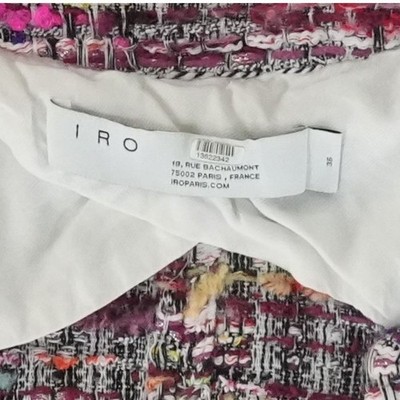 IRO
13822342
19, RUE BACHAUMONT
75002 PARIS, FRANCE
IROPARIS.COM
36